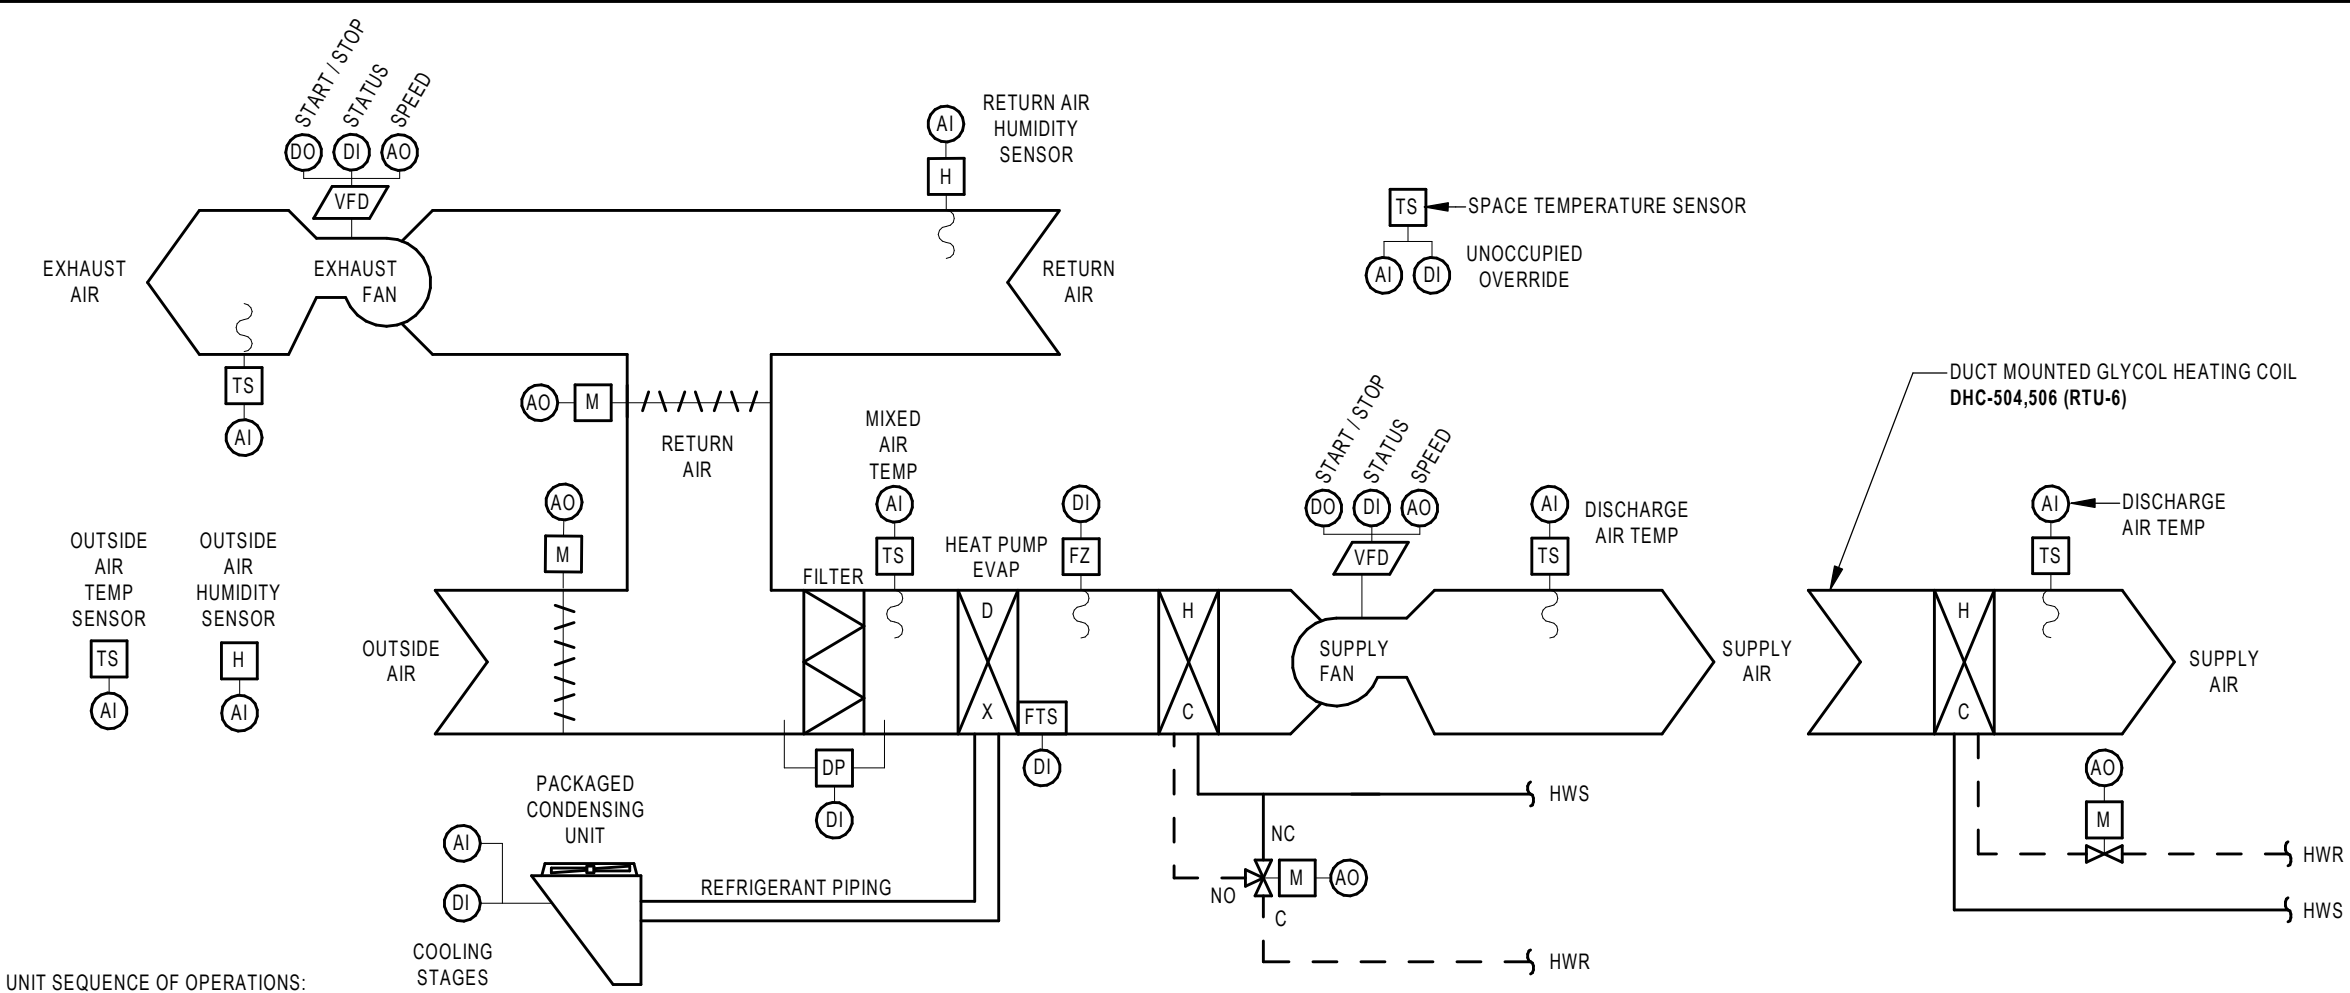 START / STOP
STATUS
SPEED
DO
DI
AO
VFD
EXHAUST
AIR
EXHAUST
FAN
TS
AI
AI
H
RETURN AIR
HUMIDITY
SENSOR
RETURN
AIR
TS
SPACE TEMPERATURE SENSOR
AI
DI
UNOCCUPIED
OVERRIDE
DUCT MOUNTED GLYCOL HEATING COIL
DHC-504,506 (RTU-6)
AO
M
RETURN
AIR
AO
M
OUTSIDE
AIR
TEMP
SENSOR
TS
AI
OUTSIDE
AIR
HUMIDITY
SENSOR
H
AI
OUTSIDE
AIR
FILTER
MIXED
AIR
TEMP
AI
TS
HEAT PUMP
EVAP
D
X
DI
FZ
FTS
DI
DP
DI
H
C
START / STOP
STATUS
SPEED
DO
DI
AO
VFD
SUPPLY
FAN
AI
TS
DISCHARGE
AIR TEMP
SUPPLY
AIR
H
C
AI
TS
DISCHARGE
AIR TEMP
SUPPLY
AIR
AO
M
HWR
HWS
HWS
NC
NO
C
M
AO
HWR
PACKAGED
CONDENSING
UNIT
AI
DI
COOLING
STAGES
REFRIGERANT PIPING
UNIT SEQUENCE OF OPERATIONS: